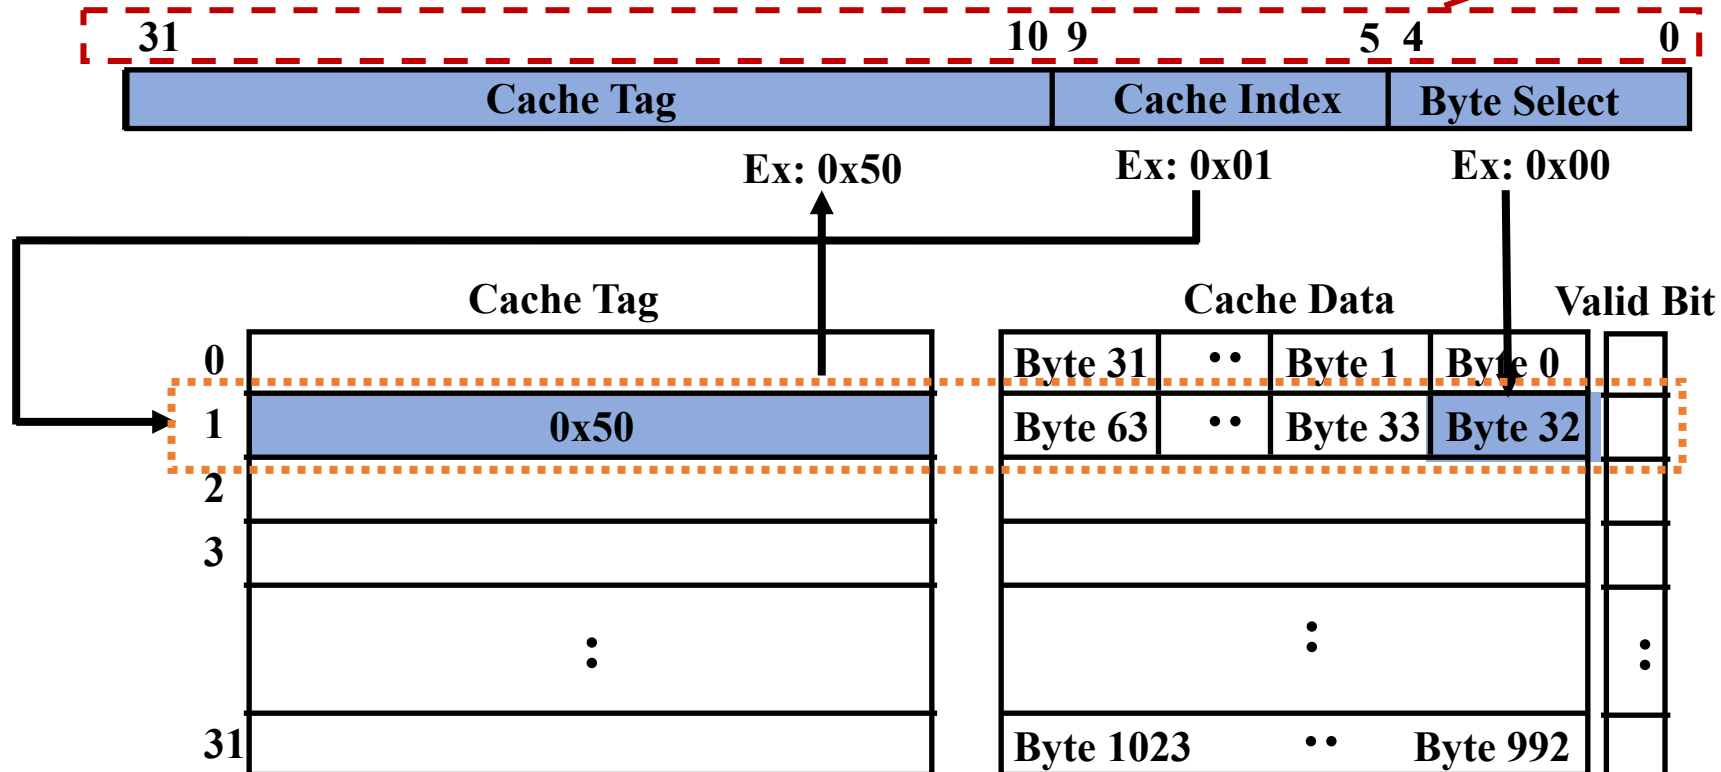 31 10 9 5 4 0
Cache Tag Cache Index Byte Select
Ex: 0x50 Ex: 0x01 Ex: 0x00
Cache Tag Cache Data Valid Bit
0 Byte 31 ·· Byte 1 Byte 0
1 0x50 Byte 63 ·· Byte 33 Byte 32
2
3
: : :
31 Byte 1023 ·· Byte 992